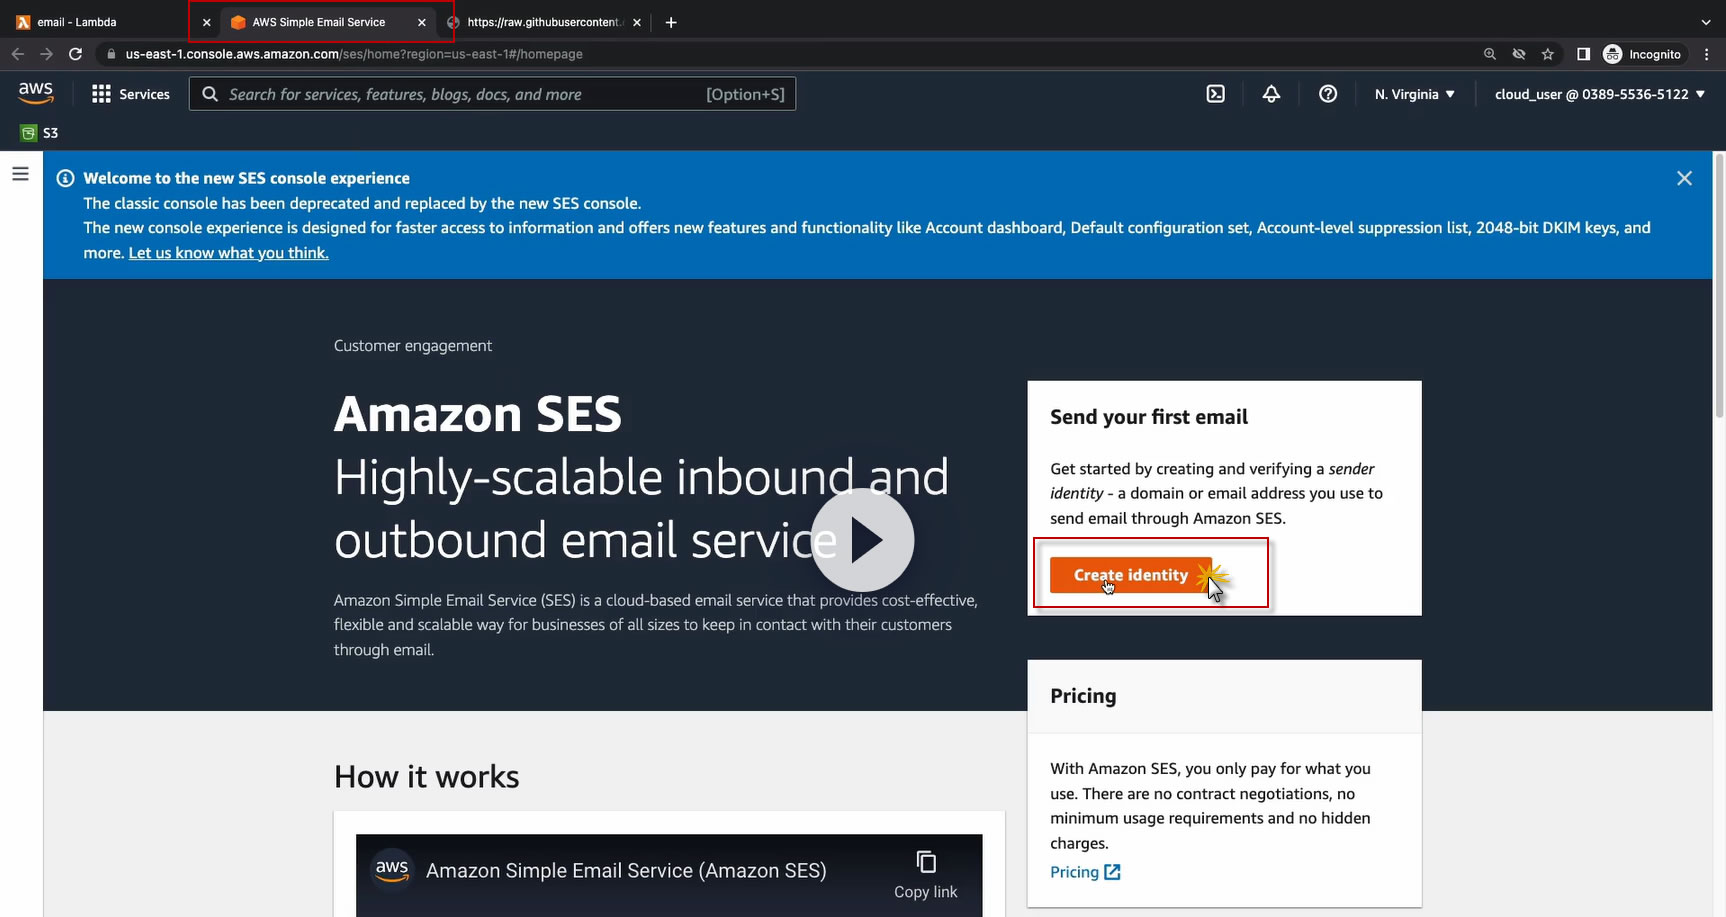 email - Lambda
AWS Simple Email Service
https://raw.githubusercontent.
us-east-1.console.aws.amazon.com/ses/home?region=us-east-1#/homepage
Incognito
aws
Services
Search for services, features, blogs, docs, and more
[Option+S]
N. Virginia
cloud_user @ 0389-5536-5122
S3
Welcome to the new SES console experience
The classic console has been deprecated and replaced by the new SES console.
The new console experience is designed for faster access to information and offers new features and functionality like Account dashboard, Default configuration set, Account-level suppression list, 2048-bit DKIM keys, and
more. Let us know what you think.
Customer engagement
Amazon SES
Highly-scalable inbound and
outbound email service
Amazon Simple Email Service (SES) is a cloud-based email service that provides cost-effective,
flexible and scalable way for businesses of all sizes to keep in contact with their customers
through email.
Send your first email
Get started by creating and verifying a sender
identity - a domain or email address you use to
send email through Amazon SES.
Create identity
Pricing
With Amazon SES, you only pay for what you
use. There are no contract negotiations, no
minimum usage requirements and no hidden
charges.
Pricing
How it works
aws
Amazon Simple Email Service (Amazon SES)
Copy link